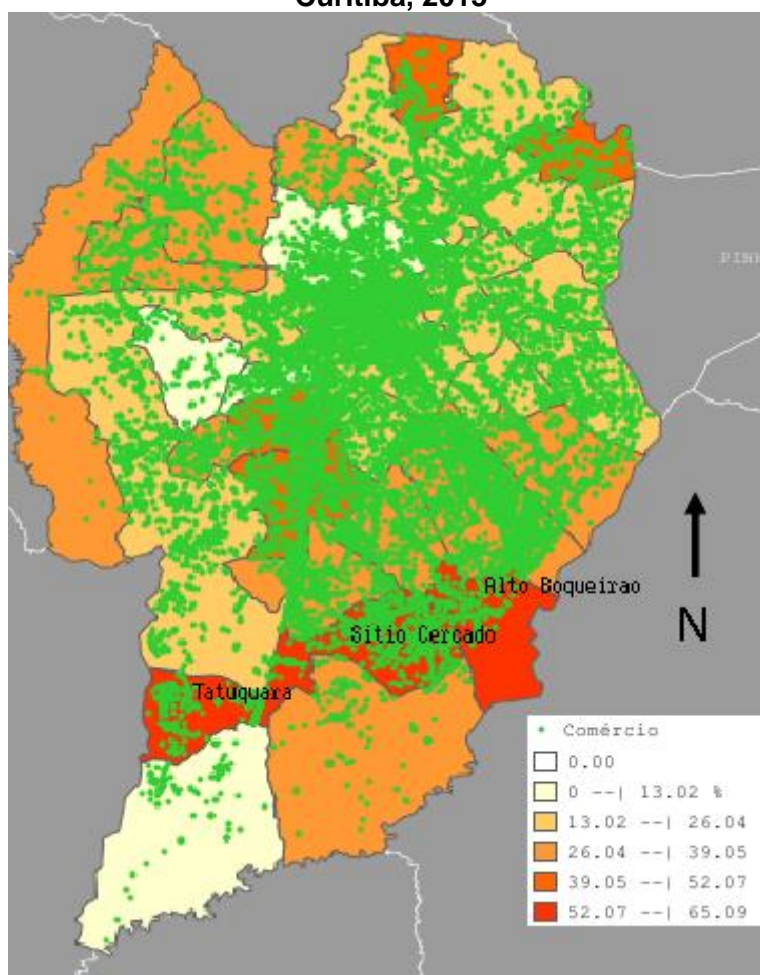 Curitiba, 2015
Alto Boqueirao
Sitio Cercado
N
Tatuquara
Comércio
0.00
0 --| 13.02 %
13.02 --| 26.04
26.04 --| 39.05
39.05 --| 52.07
52.07 --| 65.09